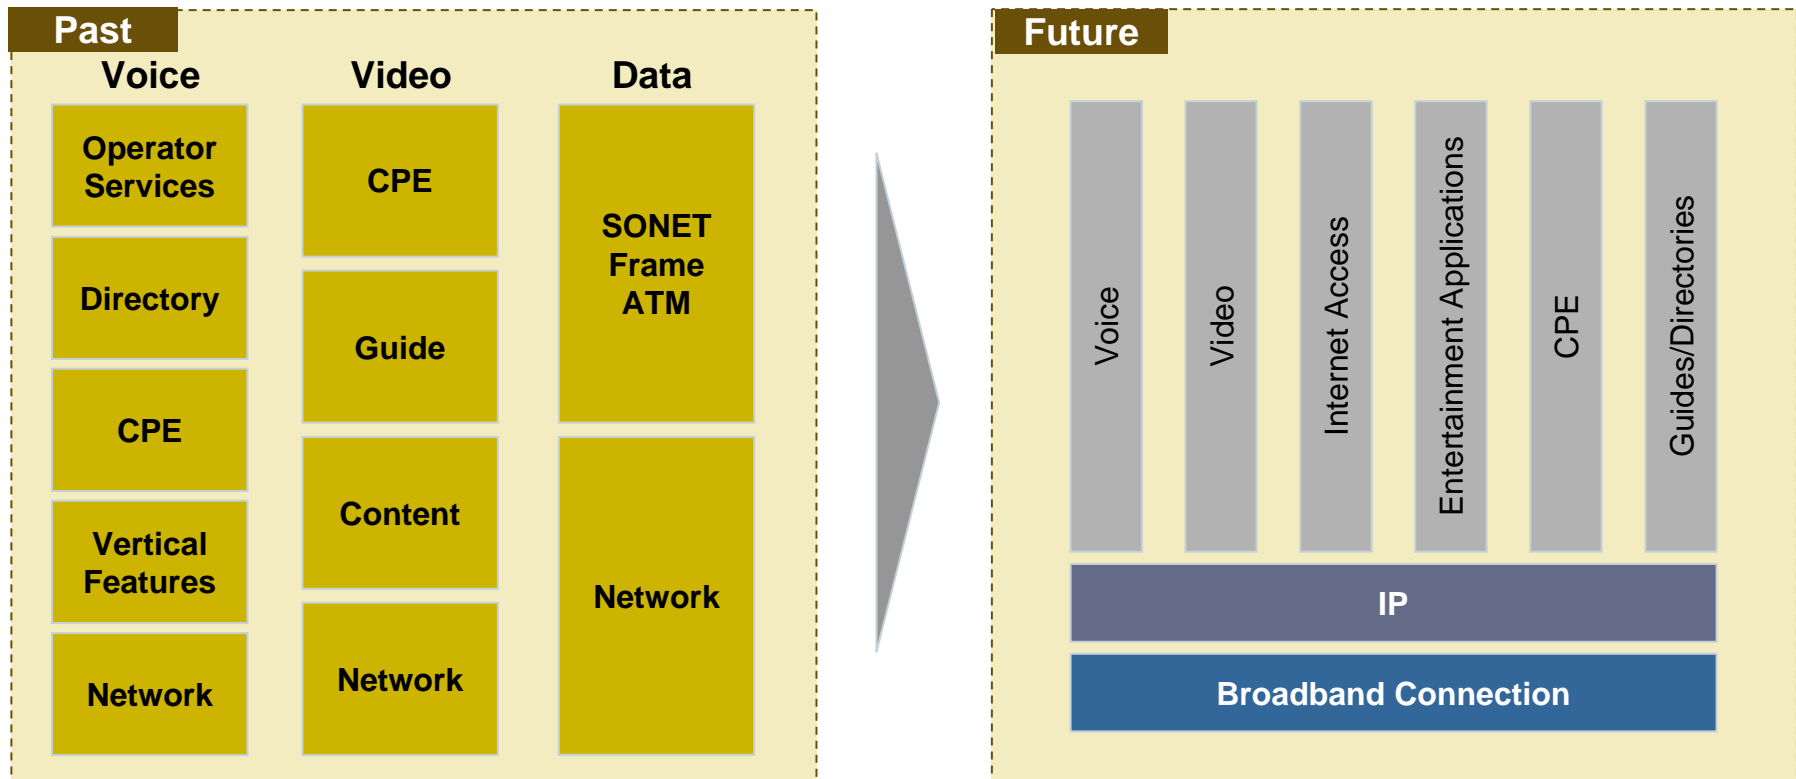 Past
Voice
Video
Data
Operator
Services
Directory
CPE
Vertical
Features
Network
CPE
Guide
Content
Network
SONET
Frame
ATM
Network
Future
Voice
Video
Internet Access
Entertainment Applications
CPE
Guides/Directories
IP
Broadband Connection